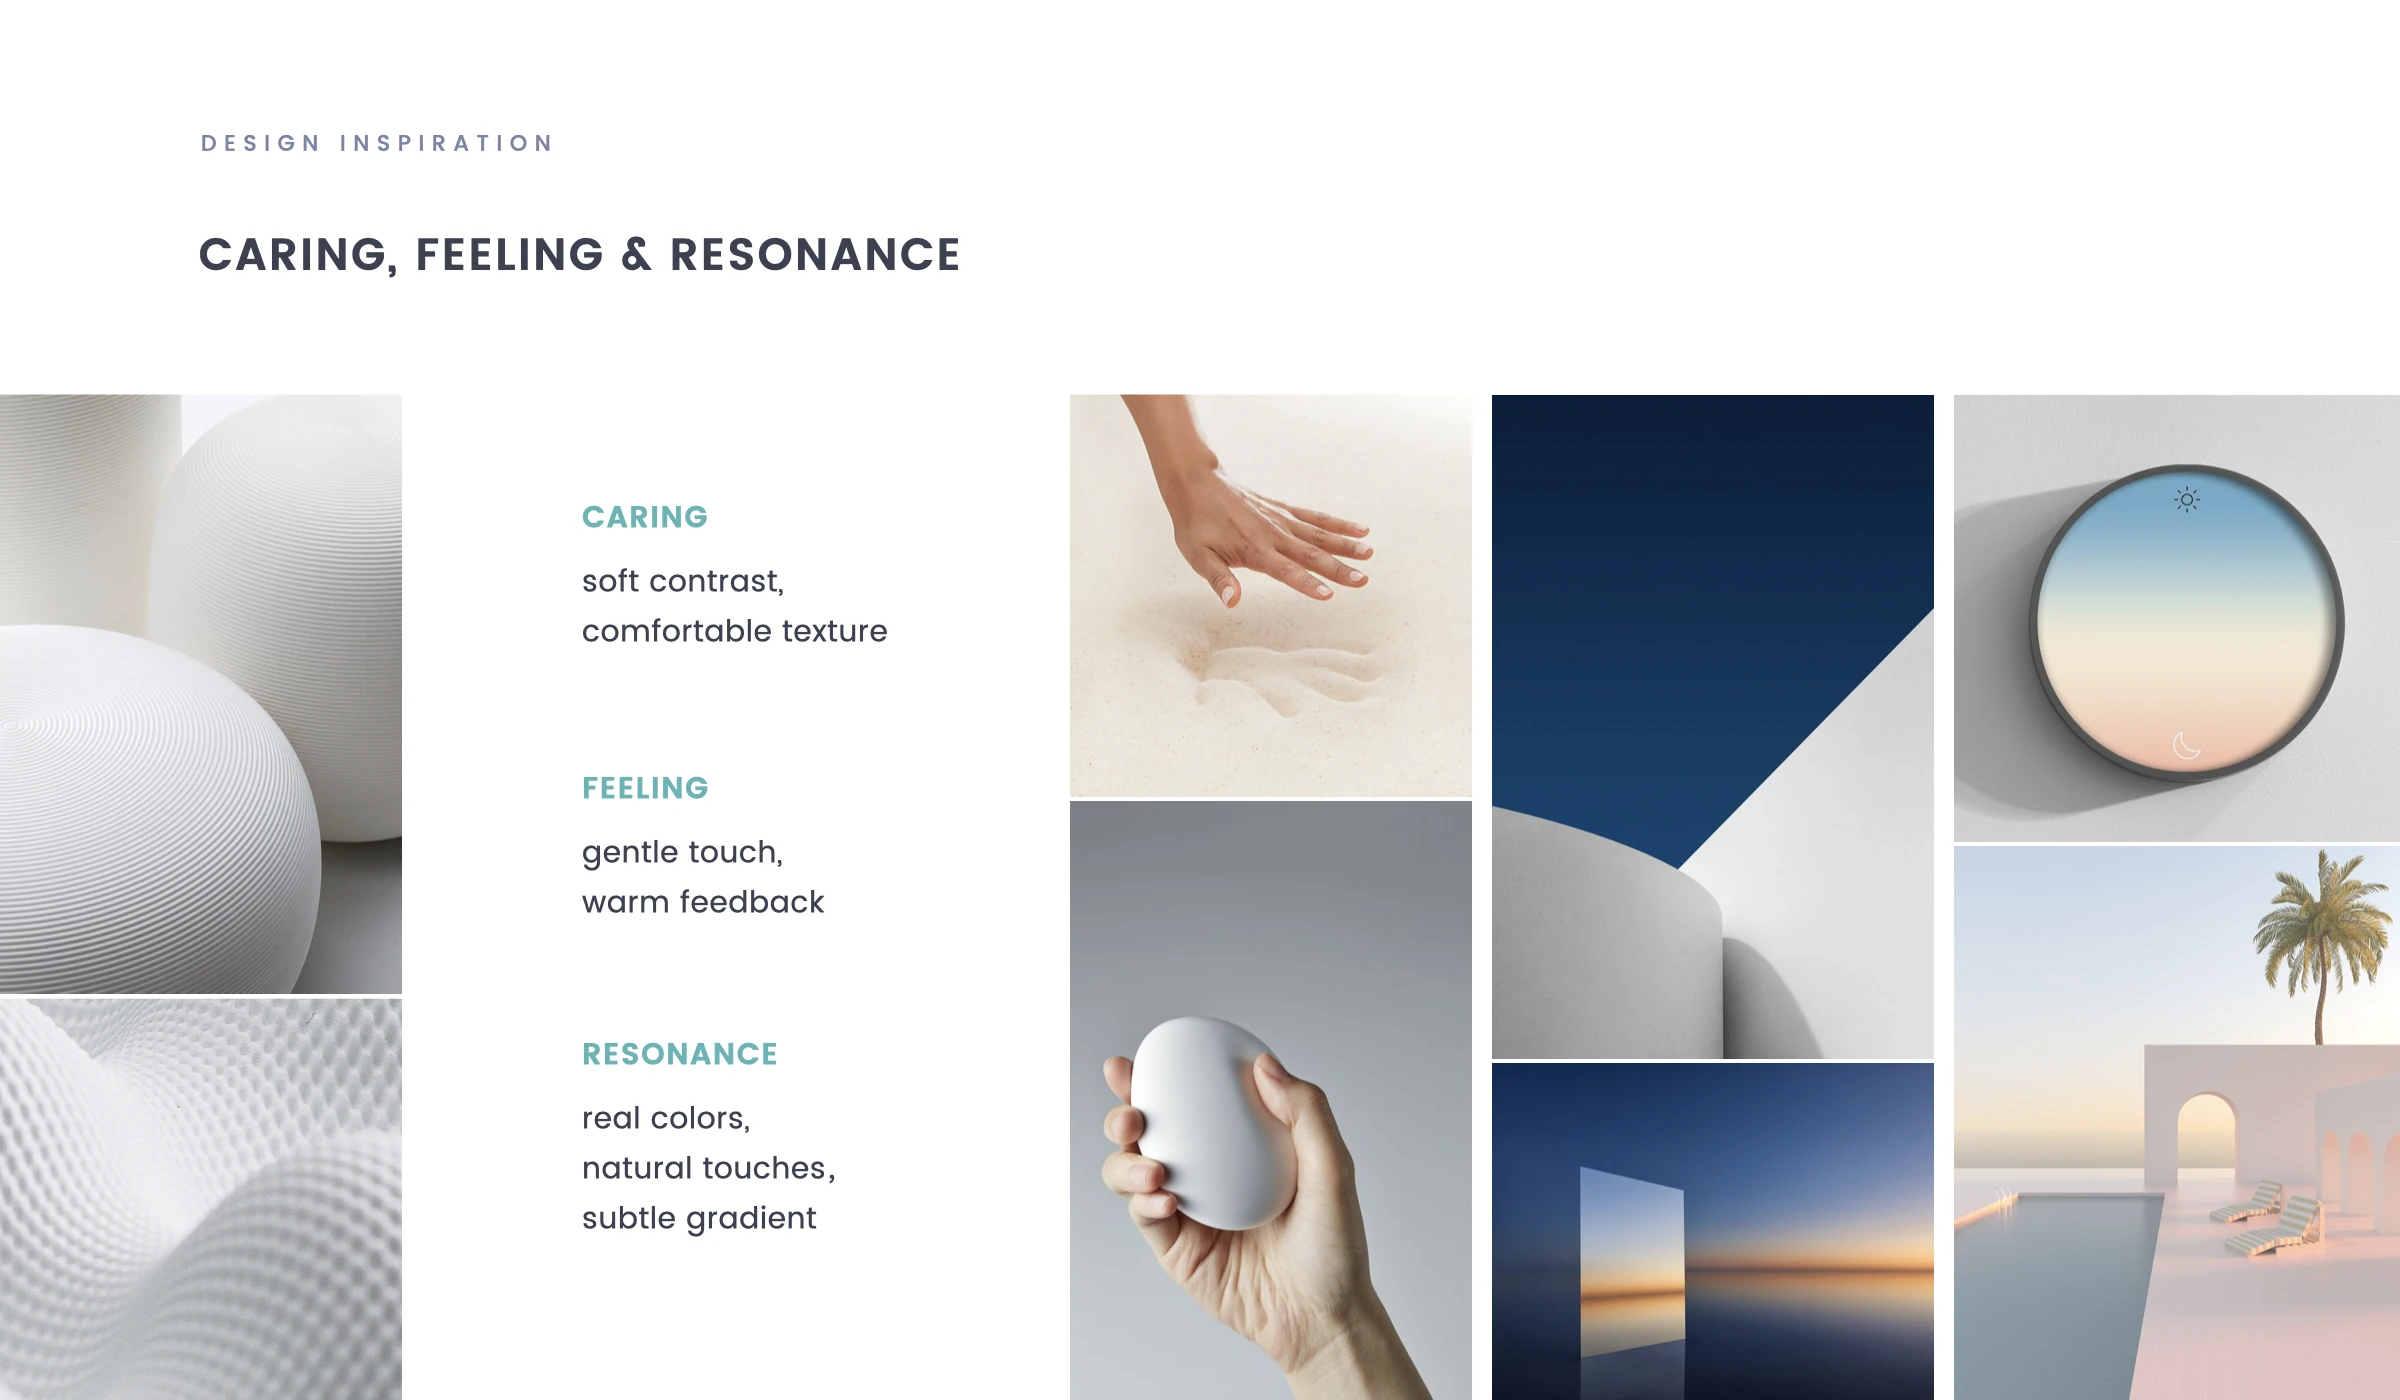 DESIGN INSPIRATION
CARING, FEELING & RESONANCE
CARING
soft contrast,
comfortable texture
FEELING
gentle touch,
warm feedback
RESONANCE
real colors,
natural touches,
subtle gradient